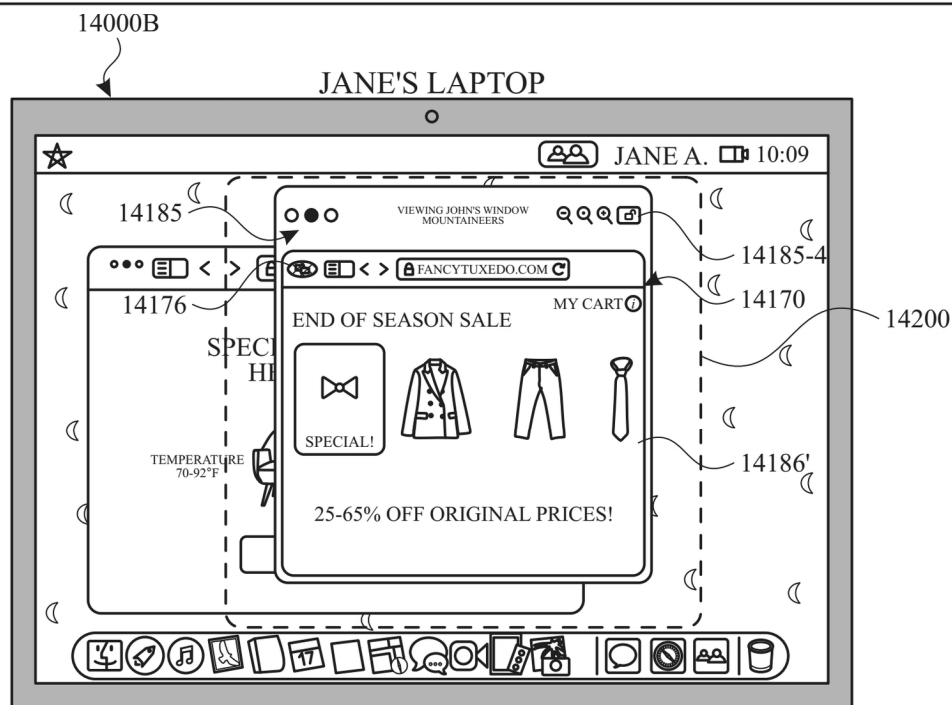 14000B
JANE'S LAPTOP
JANE A. 10:09
14185
VIEWING JOHN'S WINDOW
MOUNTAINEERS
14185-4
FANCYTUXEDO.COM
14176
MY CART i
14170
14200
END OF SEASON SALE
SPECI
HE
SPECIAL!
TEMPERATURE
70-92°F
14186'
25-65% OFF ORIGINAL PRICES!
17